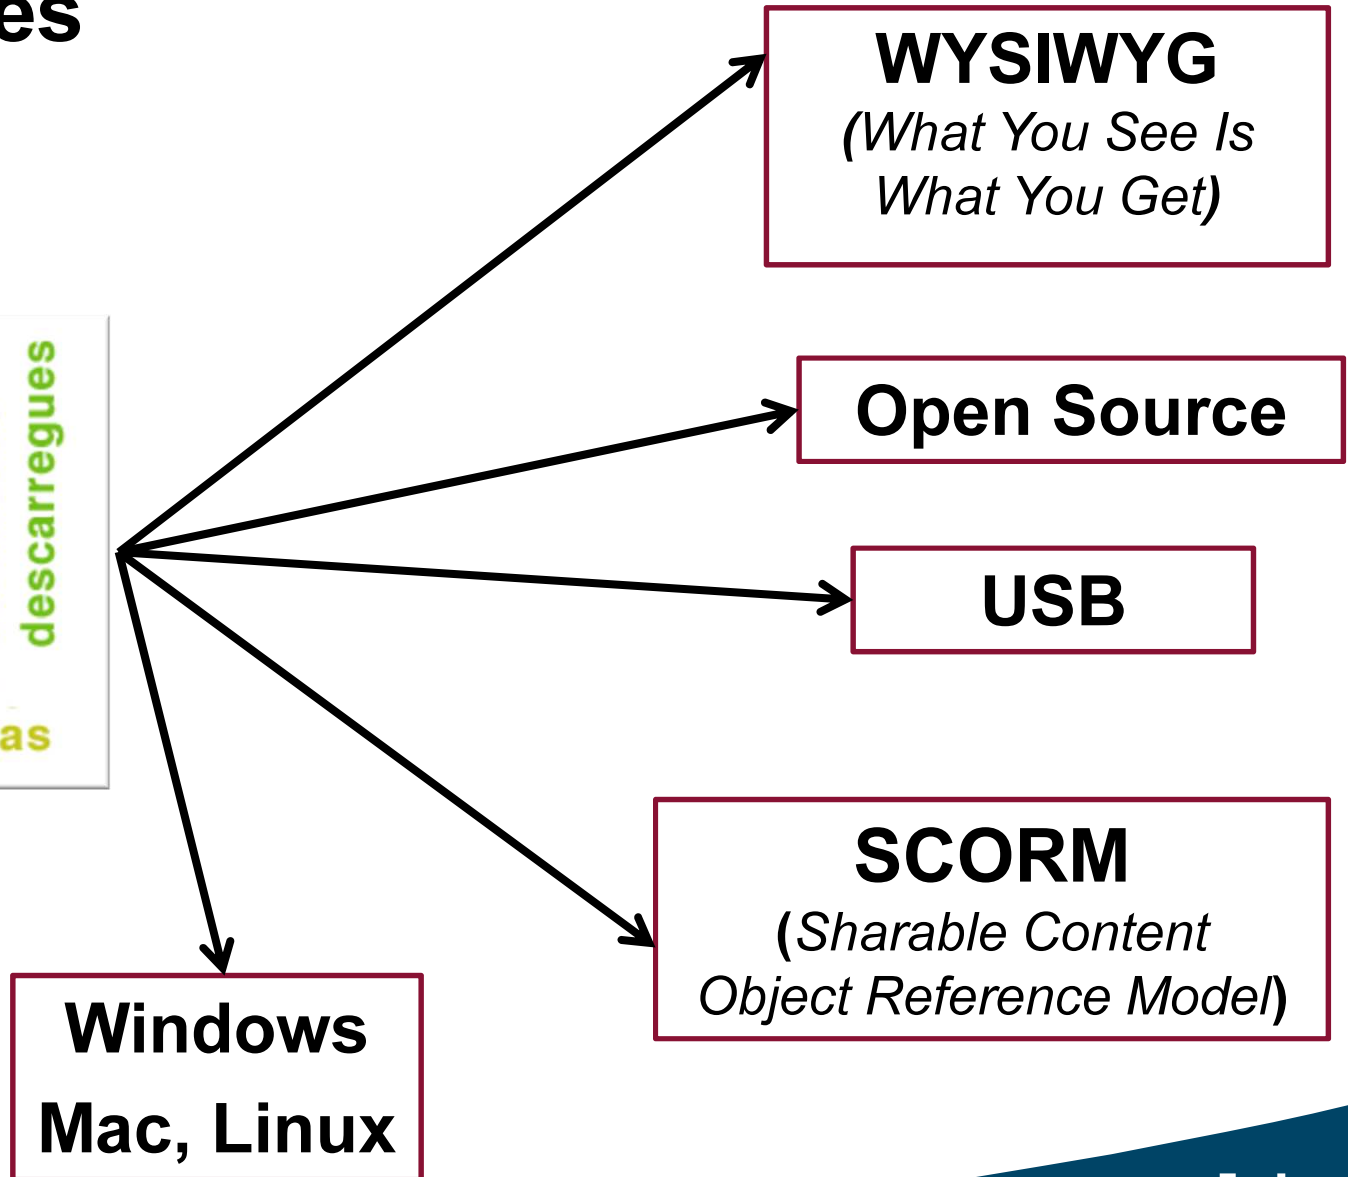 es
WYSIWYG
(What You See Is
What You Get)
descarregues
Open Source
USB
as
SCORM
(Sharable Content
Object Reference Model)
Windows
Mac, Linux